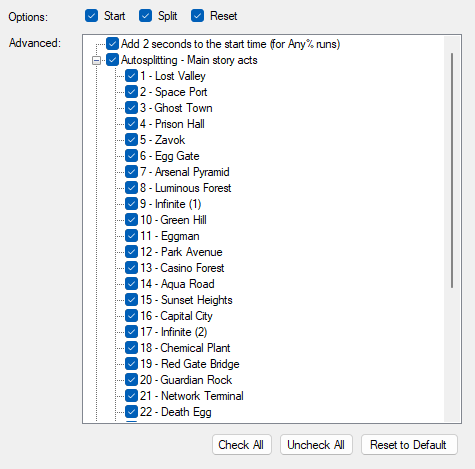 Options: Start Split Reset
Advanced: Add 2 seconds to the start time (for Any% runs)
Autosplitting - Main story acts
1 - Lost Valley
2 - Space Port
3 - Ghost Town
4 - Prison Hall
5 - Zavok
6 - Egg Gate
7 - Arsenal Pyramid
8 - Luminous Forest
9 - Infinite (1)
10 - Green Hill
11 - Eggman
12 - Park Avenue
13 - Casino Forest
14 - Aqua Road
15 - Sunset Heights
16 - Capital City
17 - Infinite (2)
18 - Chemical Plant
19 - Red Gate Bridge
20 - Guardian Rock
21 - Network Terminal
22 - Death Egg
Check All Uncheck All Reset to Default